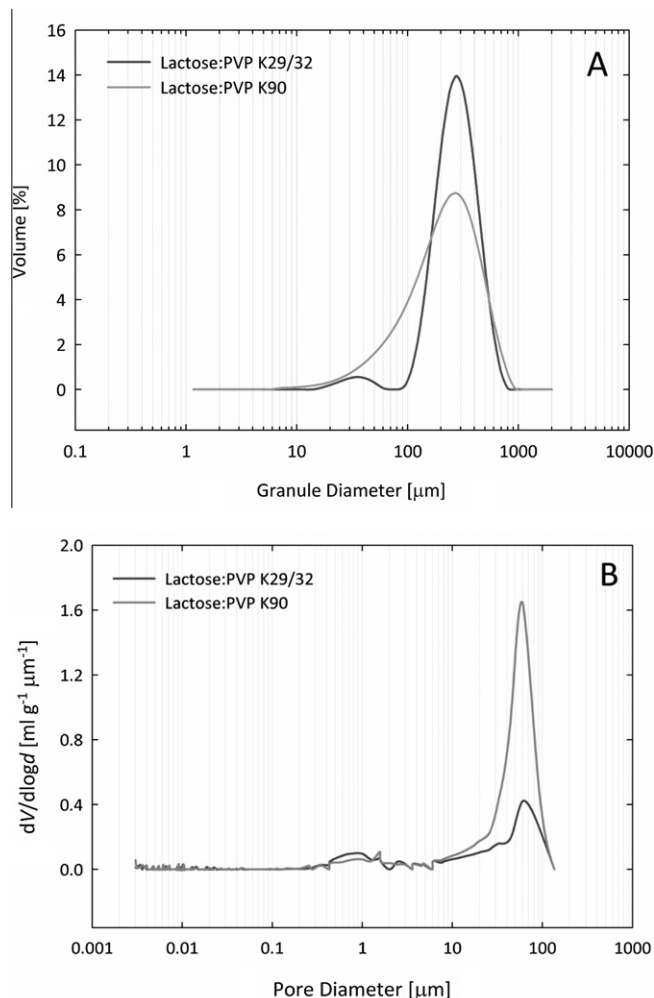 16
14
12
10
8
6
4
2
0
Volume [%]
Lactose:PVP K29/32
Lactose:PVP K90
A
0.1 1 10 100 1000 10000
Granule Diameter [μm]
2.0
1.6
1.2
0.8
0.4
0.0
dV/dlogd [ml g⁻¹ μm⁻¹]
Lactose:PVP K29/32
Lactose:PVP K90
B
0.001 0.01 0.1 1 10 100 1000
Pore Diameter [μm]